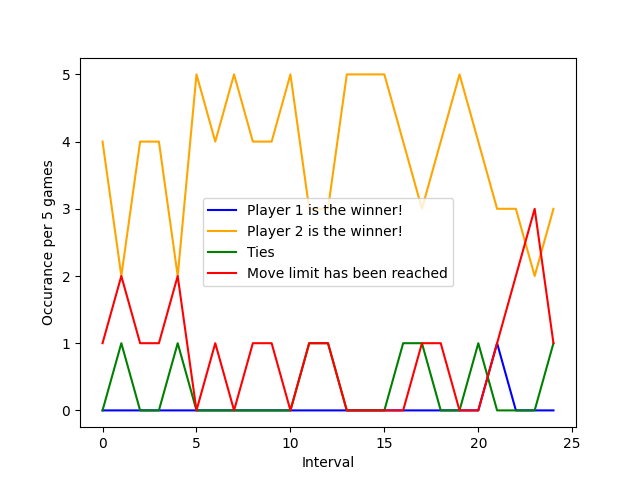 5
4
3
2
1
0
Occurance per 5 games
Player 1 is the winner!
Player 2 is the winner!
Ties
Move limit has been reached
0 5 10 15 20 25
Interval